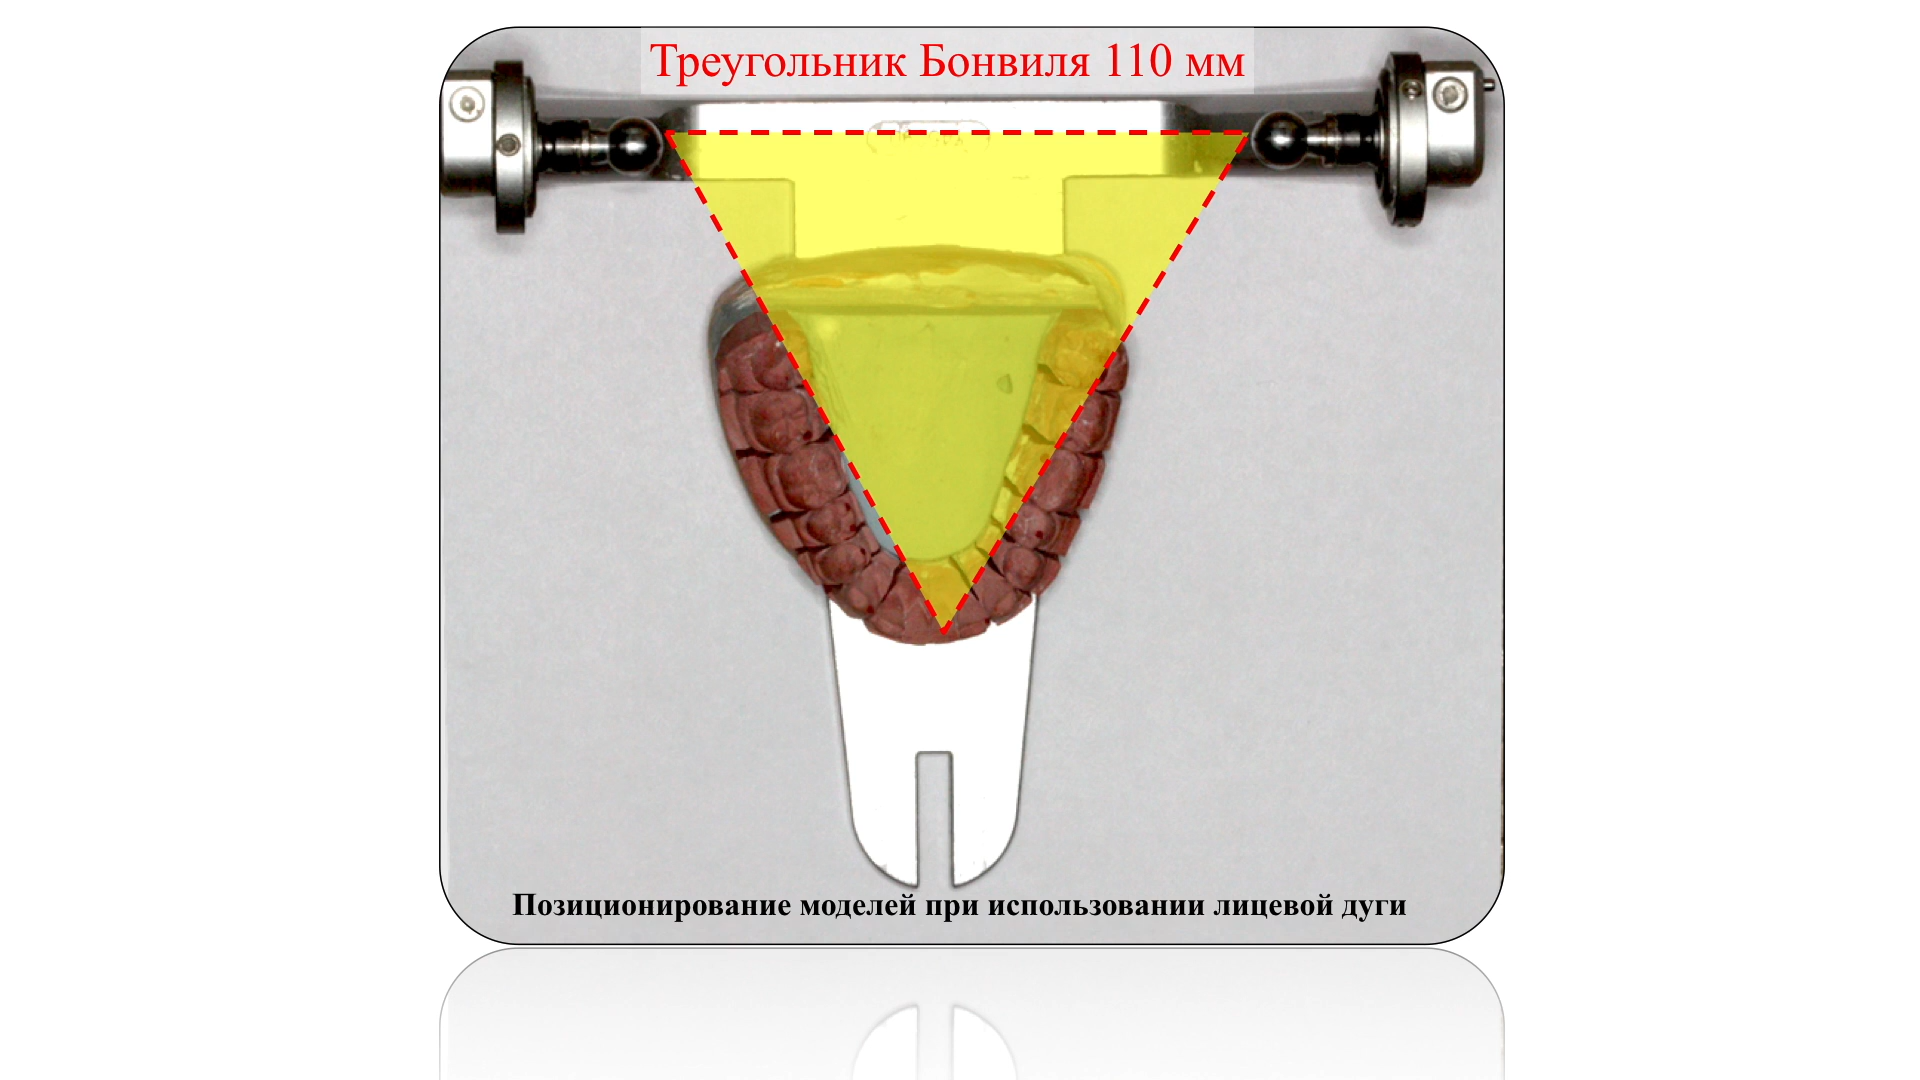 Треугольник Бонвиля 110 мм
Позиционирование моделей при использовании лицевой дуги